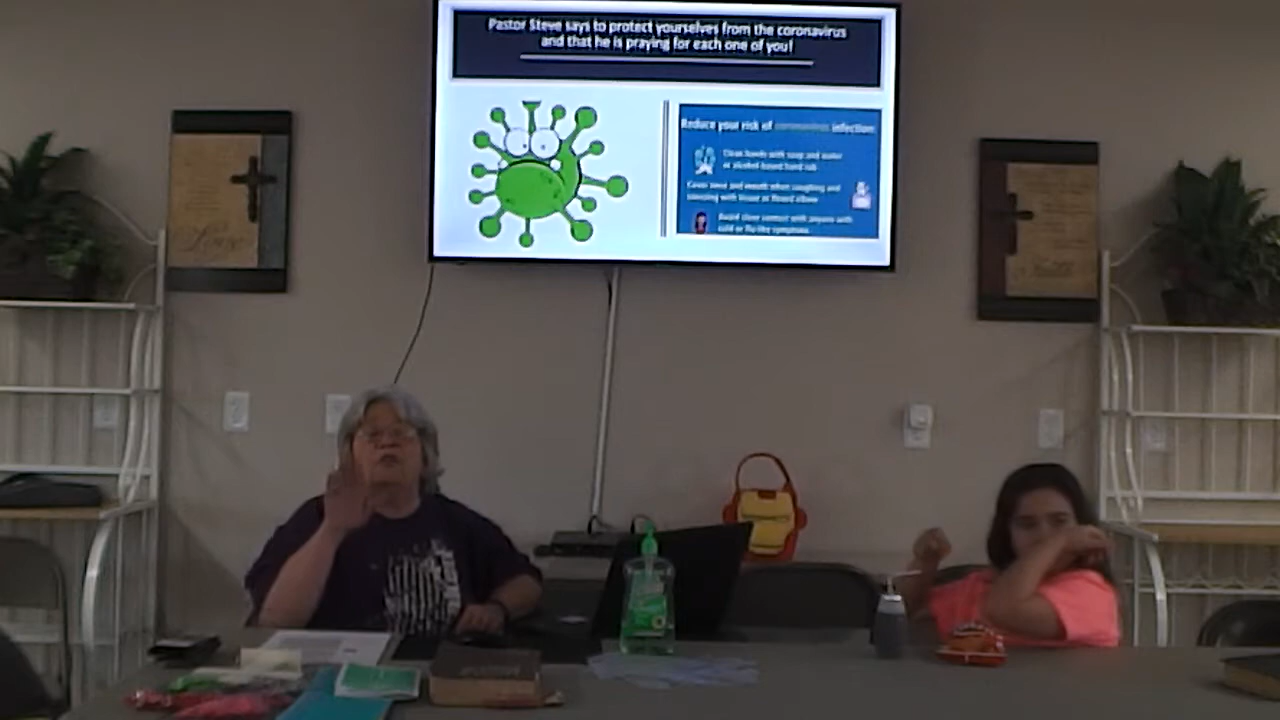 Pastor Steve says to protect yourselves from the coronavirus
and that he is praying for each one of you!
Reduce your risk of coronavirus infection:
Clean hands with soap and water
or alcohol-based hand rub
Cover nose and mouth when coughing and
sneezing with tissue or flexed elbow
Avoid close contact with anyone with
cold or flu-like symptoms
Love
Faith